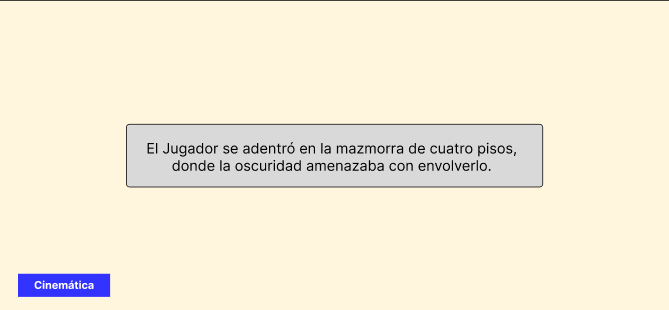 El Jugador se adentró en la mazmorra de cuatro pisos,
donde la oscuridad amenazaba con envolverlo.
Cinemática